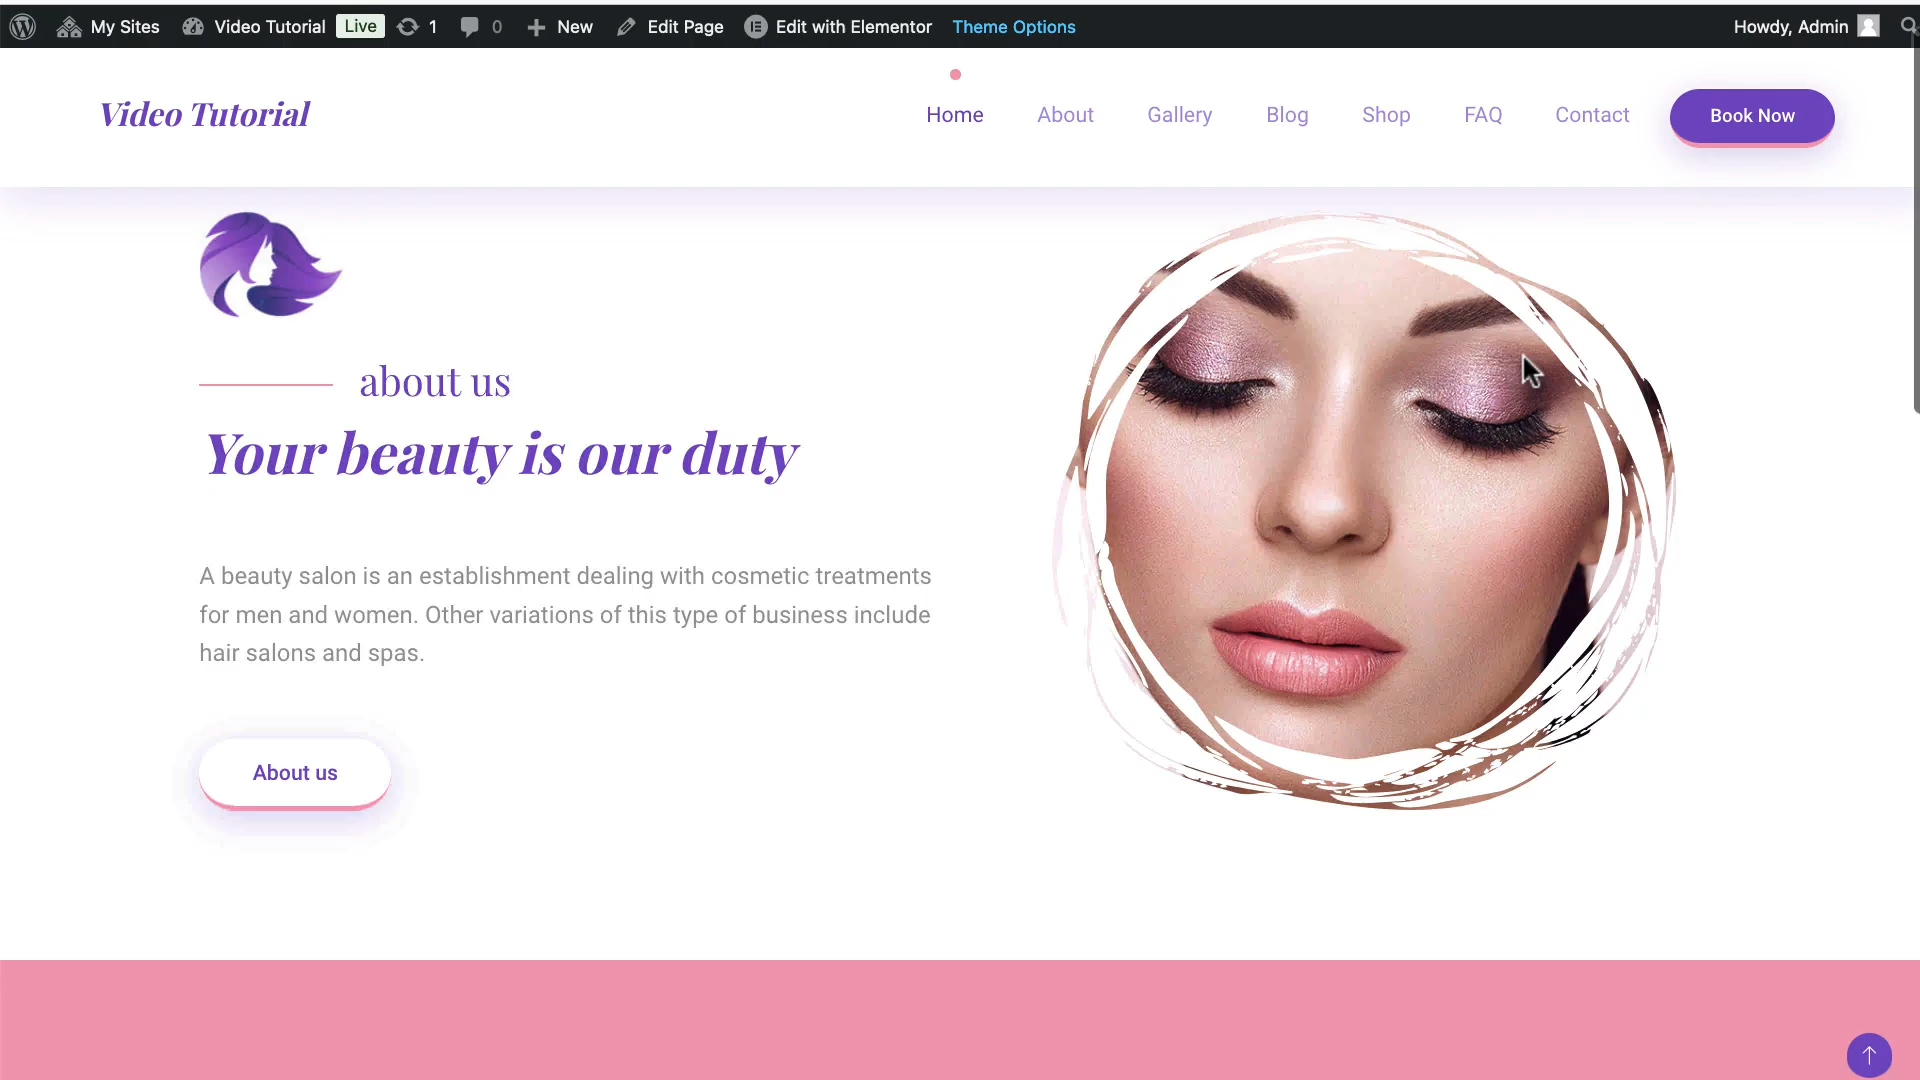 My Sites Video Tutorial Live 1 0 New Edit Page Edit with Elementor Theme Options Howdy, Admin
Video Tutorial Home About Gallery Blog Shop FAQ Contact Book Now
about us
Your beauty is our duty
A beauty salon is an establishment dealing with cosmetic treatments
for men and women. Other variations of this type of business include
hair salons and spas.
About us